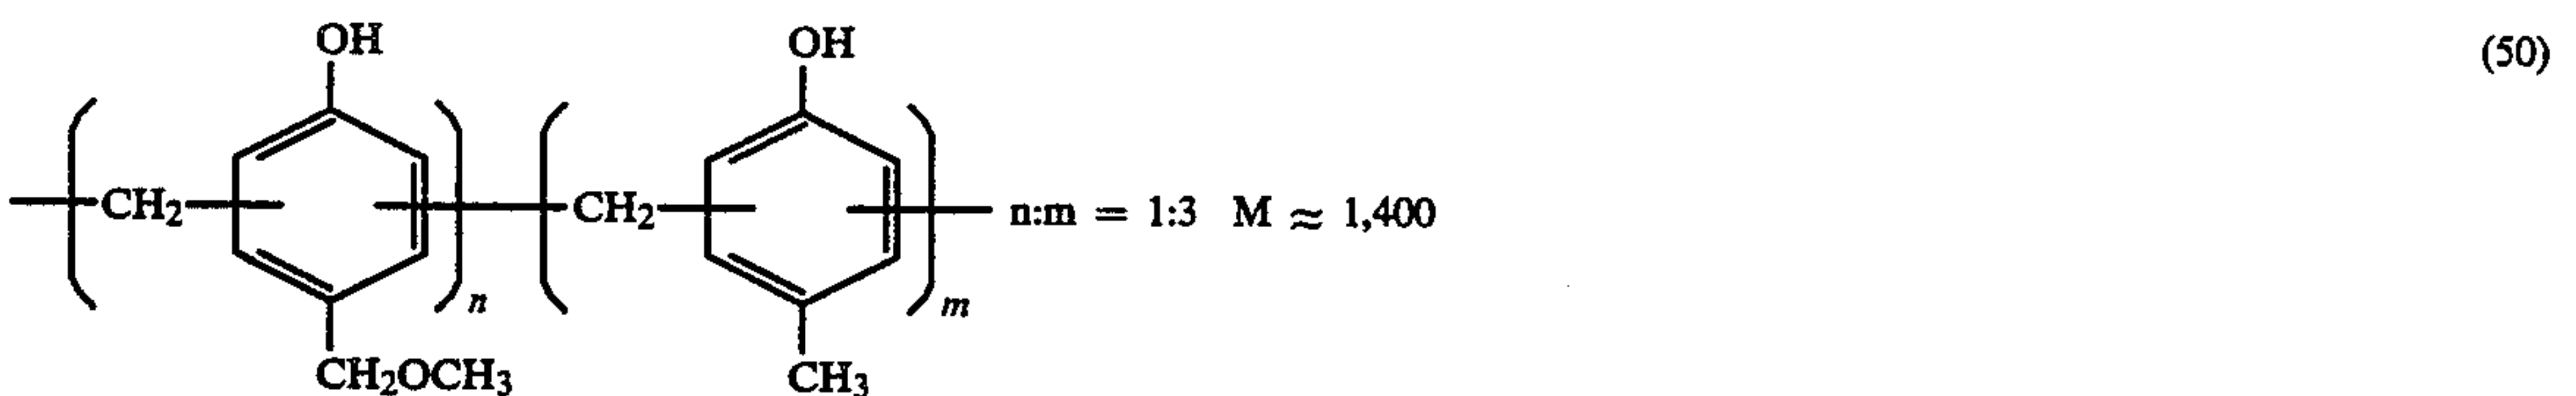 OH OH (50)
CH₂ CH₂ n:m = 1:3 M ≈ 1,400
n m
CH₂OCH₃ CH₃